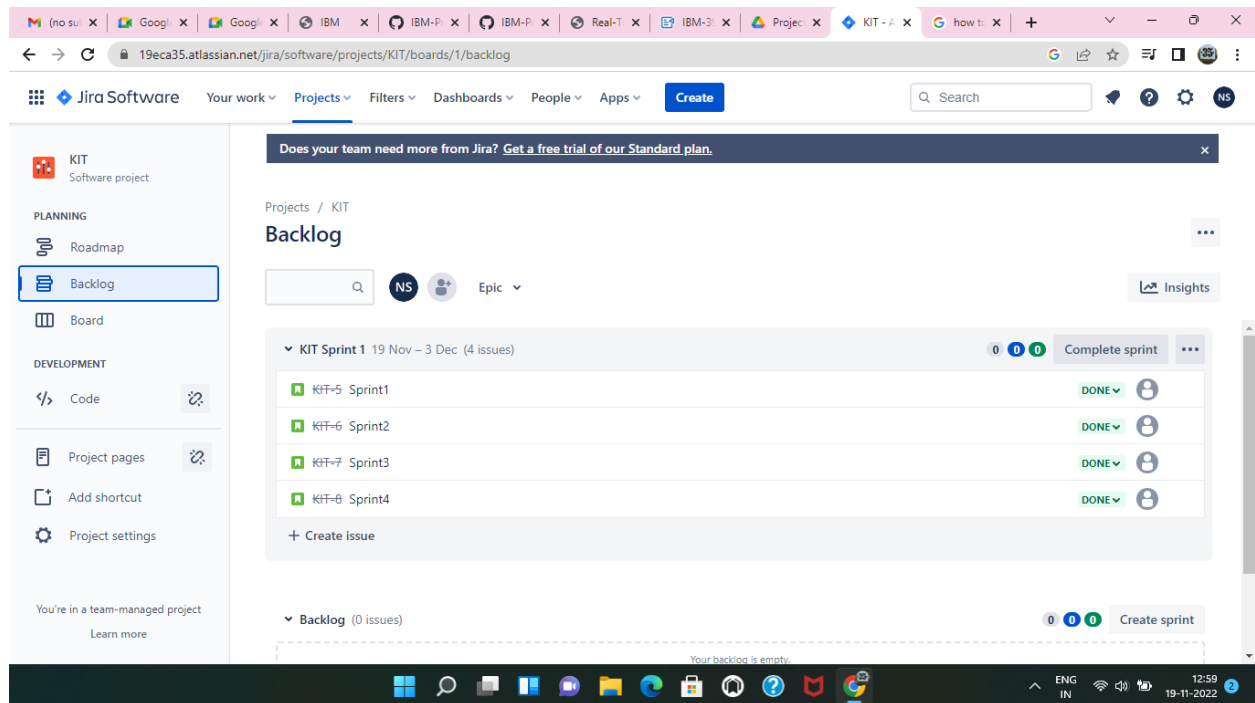 (no su
Googl
Googl
IBM
IBM-P
IBM-P
Real-T
IBM-3
Projec
KIT - A
how to
19eca35.atlassian.net/jira/software/projects/KIT/boards/1/backlog
Jira Software
Your work
Projects
Filters
Dashboards
People
Apps
Create
Search
NS
Does your team need more from Jira? Get a free trial of our Standard plan.
KIT
Software project
PLANNING
Roadmap
Backlog
Board
DEVELOPMENT
Code
Project pages
Add shortcut
Project settings
You're in a team-managed project
Learn more
Projects / KIT
Backlog
NS
Epic
Insights
KIT Sprint 1 19 Nov – 3 Dec (4 issues)
0 0 0 Complete sprint
KIT-5 Sprint1 DONE
KIT-6 Sprint2 DONE
KIT-7 Sprint3 DONE
KIT-8 Sprint4 DONE
+ Create issue
Backlog (0 issues)
0 0 0 Create sprint
Your backlog is empty.
ENG
IN
12:59
19-11-2022
2